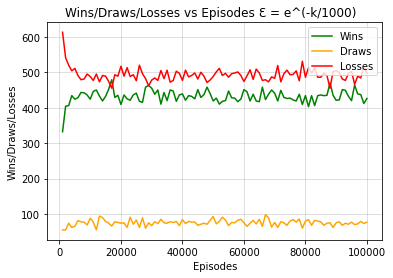 Wins/Draws/Losses vs Episodes Ɛ = e^(-k/1000)
Wins/Draws/Losses
600
500
400
300
200
100
Wins
Draws
Losses
0
20000
40000
60000
80000
100000
Episodes